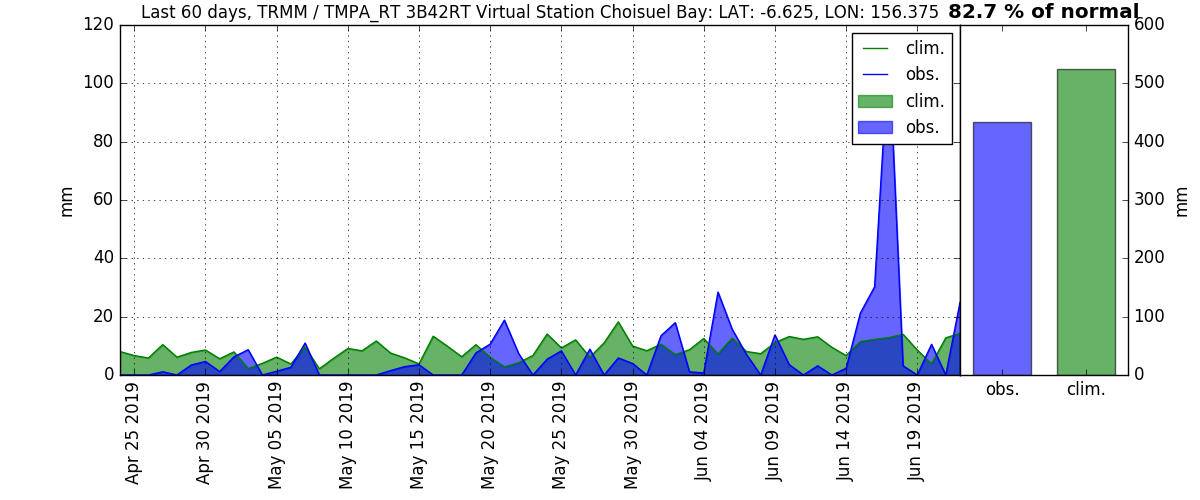 Last 60 days, TRMM / TMPA_RT 3B42RT Virtual Station Choisuel Bay: LAT: -6.625, LON: 156.375 82.7 % of normal
120
100
80
60
40
20
0
mm
clim.
obs.
clim.
obs.
600
500
400
300
200
100
0
mm
obs.
clim.
Apr 25 2019
Apr 30 2019
May 05 2019
May 10 2019
May 15 2019
May 20 2019
May 25 2019
May 30 2019
Jun 04 2019
Jun 09 2019
Jun 14 2019
Jun 19 2019